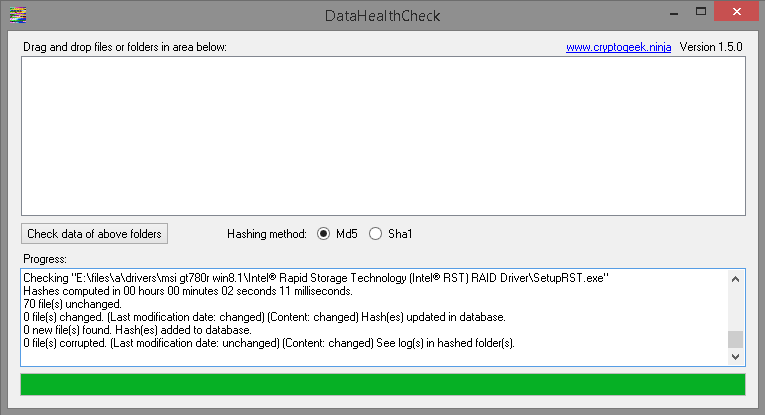 DataHealthCheck
Drag and drop files or folders in area below:
www.cryptogeek.ninja Version 1.5.0
Check data of above folders
Hashing method: Md5 Sha1
Progress:
Checking "E:\files\a\drivers\msi gt780r win8.1\Intel® Rapid Storage Technology (Intel® RST) RAID Driver\SetupRST.exe"
Hashes computed in 00 hours 00 minutes 02 seconds 11 milliseconds.
70 file(s) unchanged.
0 file(s) changed. (Last modification date: changed) (Content: changed) Hash(es) updated in database.
0 new file(s) found. Hash(es) added to database.
0 file(s) corrupted. (Last modification date: unchanged) (Content: changed) See log(s) in hashed folder(s).